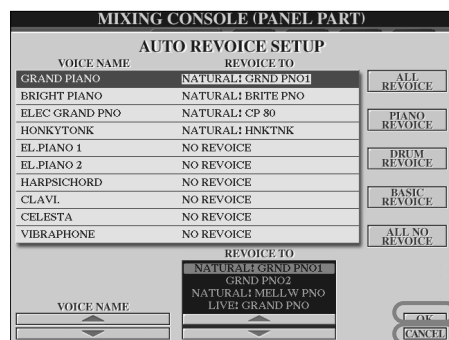 MIXING CONSOLE (PANEL PART)
AUTO REVOICE SETUP
VOICE NAME REVOICE TO
GRAND PIANO NATURAL! GRND PNO1
BRIGHT PIANO NATURAL! BRITE PNO
ELEC GRAND PNO NATURAL! CP 80
HONKYTONK NATURAL! HNKTNK
EL.PIANO 1 NO REVOICE
EL.PIANO 2 NO REVOICE
HARPSICHORD NO REVOICE
CLAVI. NO REVOICE
CELESTA NO REVOICE
VIBRAPHONE NO REVOICE
ALL
REVOICE
PIANO
REVOICE
DRUM
REVOICE
BASIC
REVOICE
ALL NO
REVOICE
REVOICE TO
NATURAL! GRND PNO1
GRND PNO2
NATURAL! MELLW PNO
LIVE! GRAND PNO
VOICE NAME
OK
CANCEL